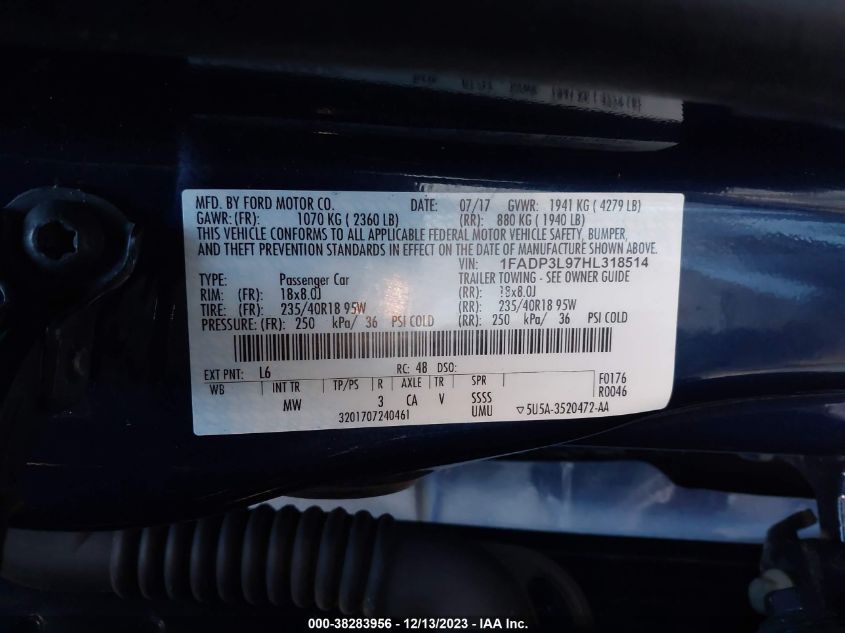 MFD. BY FORD MOTOR CO. DATE: 07/17 GVWR: 1941 KG ( 4279 LB)
GAWR: (FR): 1070 KG ( 2360 LB) (RR): 880 KG ( 1940 LB)
THIS VEHICLE CONFORMS TO ALL APPLICABLE FEDERAL MOTOR VEHICLE SAFETY, BUMPER,
AND THEFT PREVENTION STANDARDS IN EFFECT ON THE DATE OF MANUFACTURE SHOWN ABOVE.
VIN: 1FADP3L97HL318514
TYPE: Passenger Car TRAILER TOWING - SEE OWNER GUIDE
RIM: (FR): 18x8.0J (RR): 18x8.0J
TIRE: (FR): 235/40R18 95W (RR): 235/40R18 95W
PRESSURE: (FR): 250 kPa/ 36 PSI COLD (RR): 250 kPa/ 36 PSI COLD
EXT PNT: L6 RC: 48 DSO:
WB INT TR TP/PS R AXLE TR SPR F0176
MW 3 CA V SSSS R0046
3201707240461 UMU ▽5U5A-3520472-AA
000-38283956 - 12/13/2023 - IAA Inc.